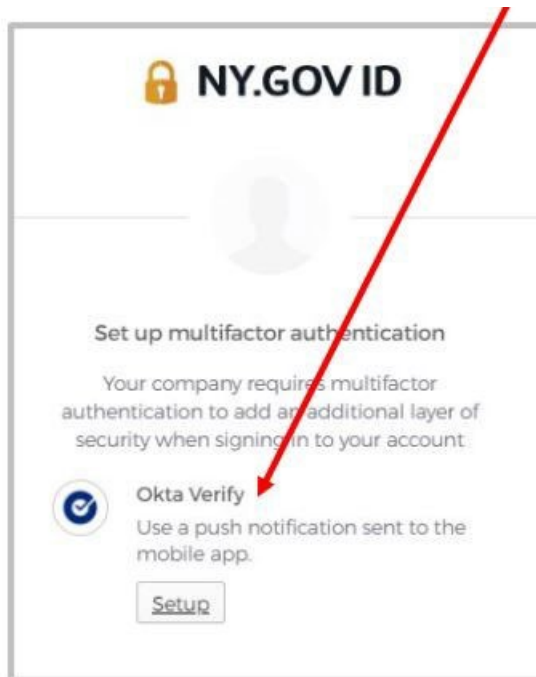 NY.GOV ID
Set up multifactor authentication
Your company requires multifactor
authentication to add an additional layer of
security when signing in to your account
Okta Verify
Use a push notification sent to the
mobile app.
Setup